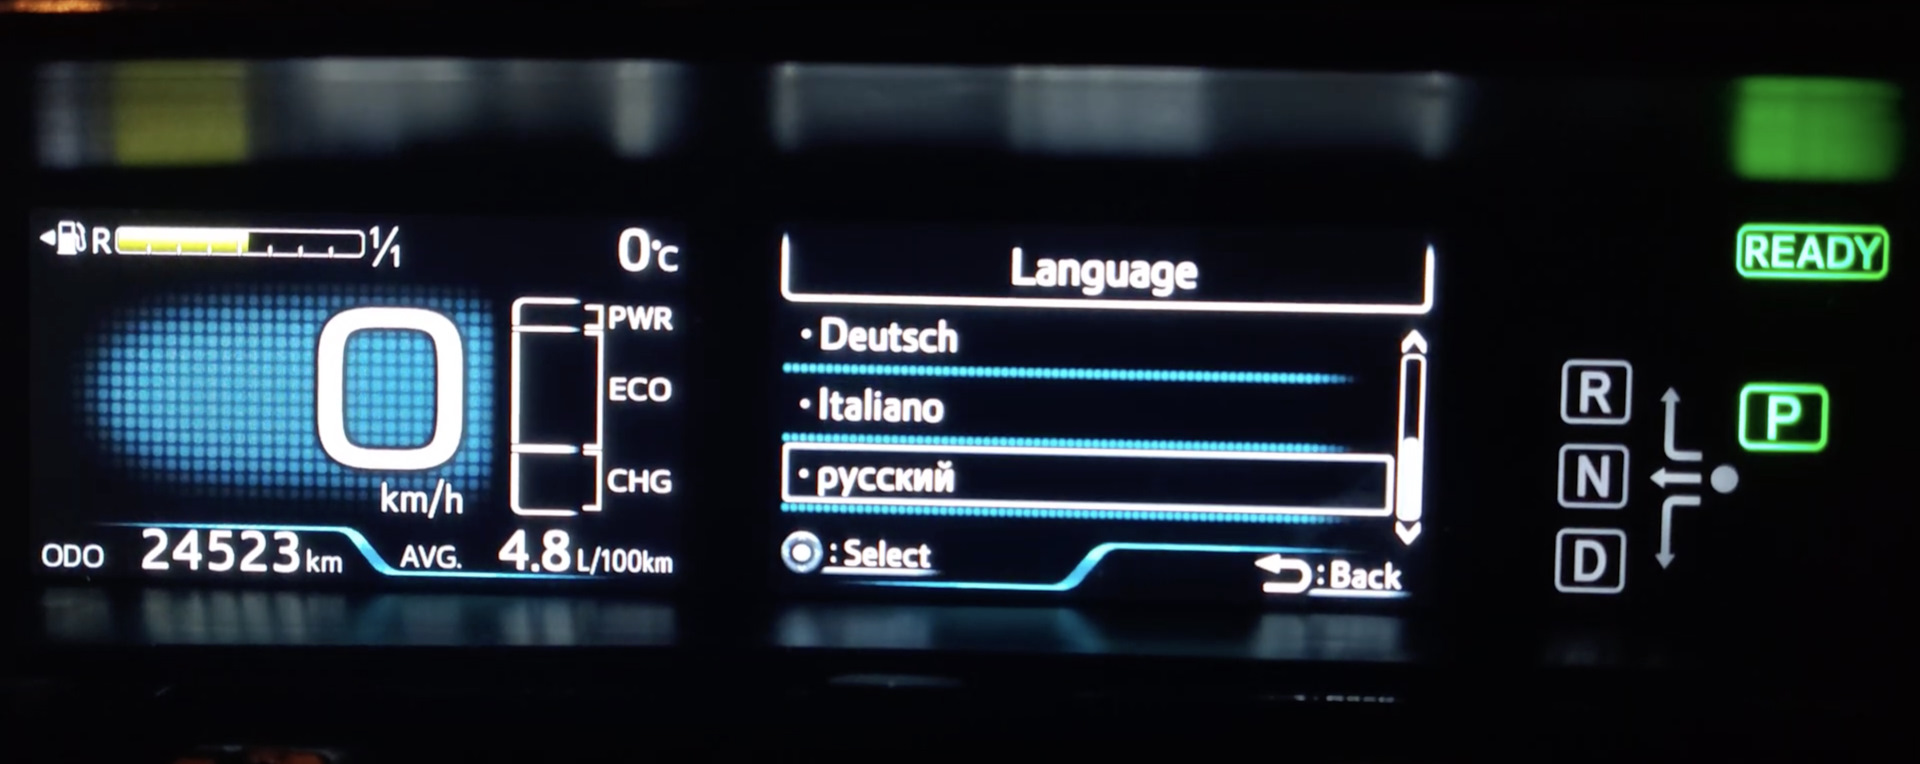 R 1/1 0°C
PWR
0
ECO
CHG
km/h
ODO 24523 km AVG. 4.8 L/100km
Language
• Deutsch
• Italiano
• русский
: Select
: Back
READY
R
P
N
D